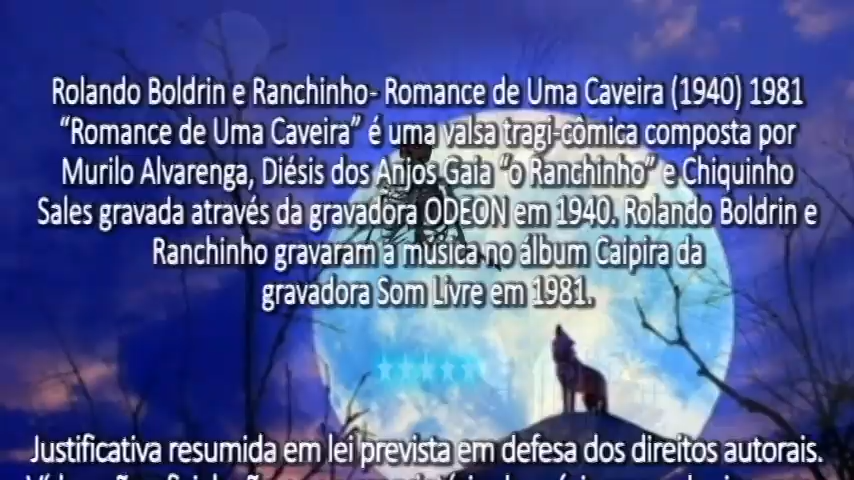 Rolando Boldrin e Ranchinho- Romance de Uma Caveira (1940) 1981
“Romance de Uma Caveira” é uma valsa tragi-cômica composta por
Murilo Alvarenga, Diésis dos Anjos Gaia “o Ranchinho” e Chiquinho
Sales gravada através da gravadora ODEON em 1940. Rolando Boldrin e
Ranchinho gravaram a música no álbum Caipira da
gravadora Som Livre em 1981.
Justificativa resumida em lei prevista em defesa dos direitos autorais.